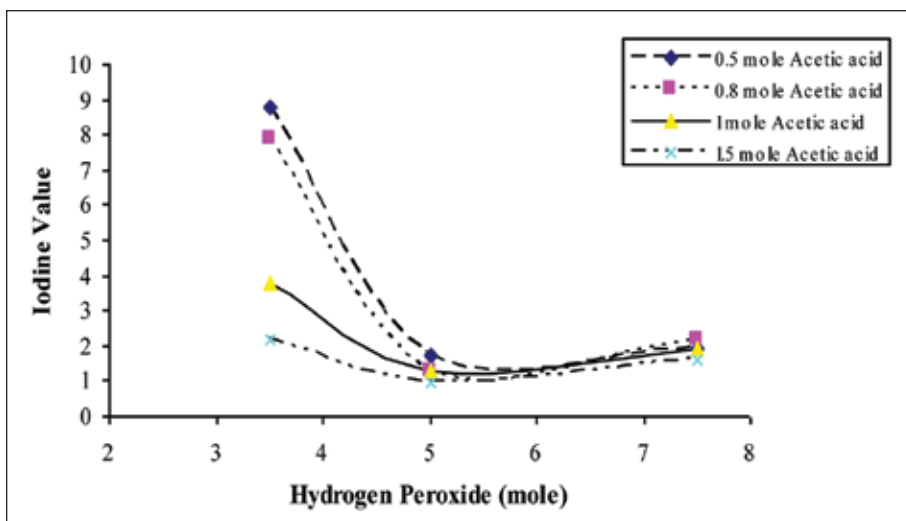 10
9
8
7
6
5
4
3
2
1
0
2 3 4 5 6 7 8
Iodine Value
Hydrogen Peroxide (mole)
0.5 mole Acetic acid
0.8 mole Acetic acid
1mole Acetic acid
1.5 mole Acetic acid